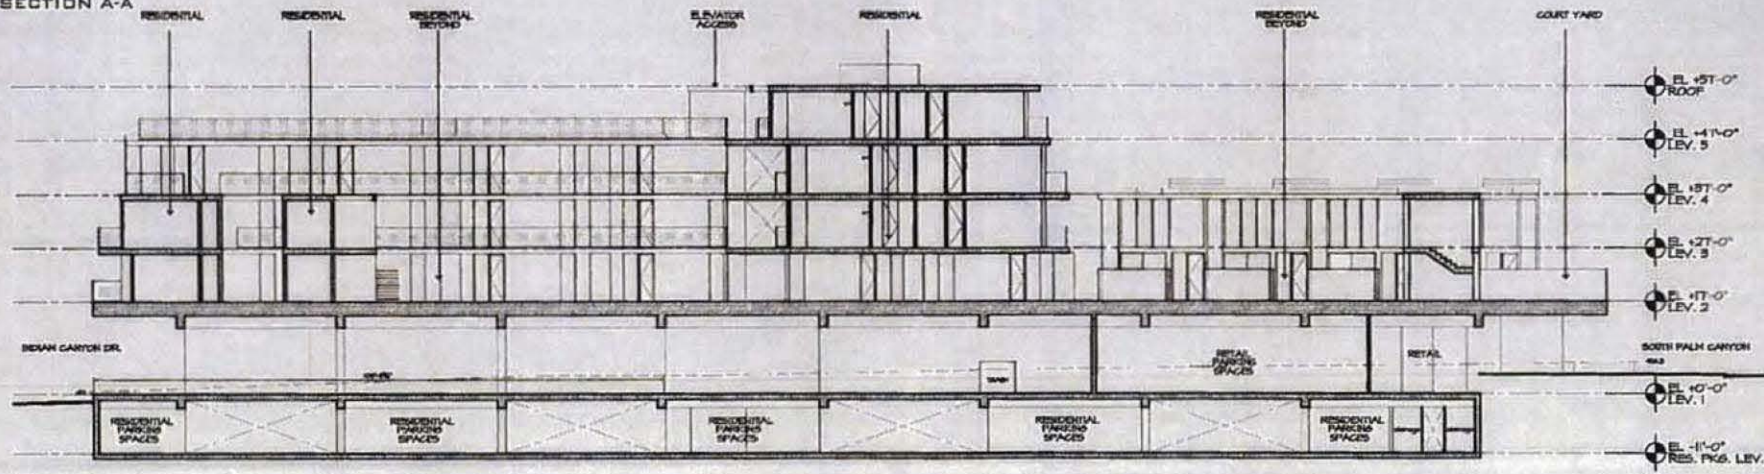 SECTION A-A
RESIDENTIAL
RESIDENTIAL
RESIDENTIAL
BEYOND
ELEVATOR
ACCESS
RESIDENTIAL
RESIDENTIAL
BEYOND
COURT YARD
EL +57'-0"
ROOF
EL +47'-0"
LEV. 5
EL +37'-0"
LEV. 4
EL +27'-0"
LEV. 3
EL +17'-0"
LEV. 2
INDIAN CANYON DR.
RETAIL
PARKING
SPACES
RETAIL
SOUTH PALM CANYON
TRASH
EL +0'-0"
LEV. 1
RESIDENTIAL
PARKING
SPACES
RESIDENTIAL
PARKING
SPACES
RESIDENTIAL
PARKING
SPACES
RESIDENTIAL
PARKING
SPACES
RESIDENTIAL
PARKING
SPACES
EL -11'-0"
RES. PKG. LEV.